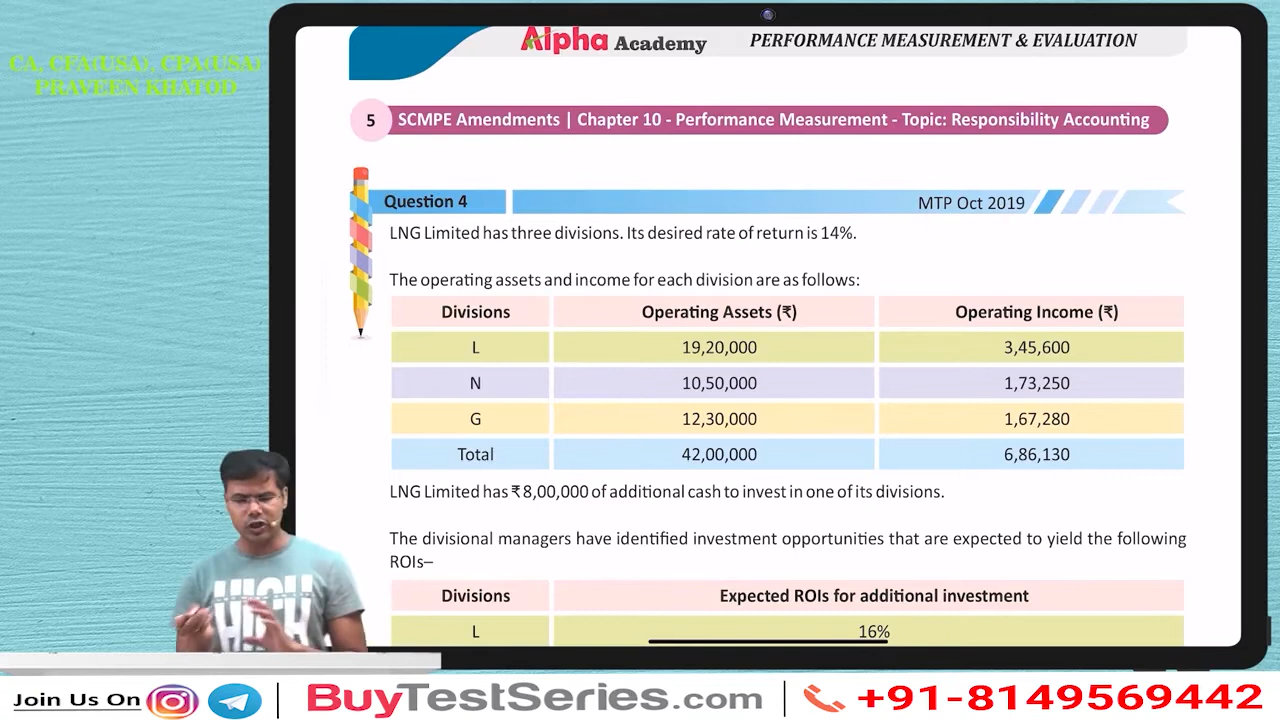 CA, CFA(USA), CPA(USA)
PRAVEEN KHATOD
Alpha Academy
PERFORMANCE MEASUREMENT & EVALUATION
5
SCMPE Amendments | Chapter 10 - Performance Measurement - Topic: Responsibility Accounting
Question 4
MTP Oct 2019
LNG Limited has three divisions. Its desired rate of return is 14%.
The operating assets and income for each division are as follows:
Divisions Operating Assets (₹) Operating Income (₹)
L 19,20,000 3,45,600
N 10,50,000 1,73,250
G 12,30,000 1,67,280
Total 42,00,000 6,86,130
LNG Limited has ₹ 8,00,000 of additional cash to invest in one of its divisions.
The divisional managers have identified investment opportunities that are expected to yield the following
ROIs–
Divisions Expected ROIs for additional investment
L 16%
HIGH
Join Us On
BuyTestSeries.com
+91-8149569442